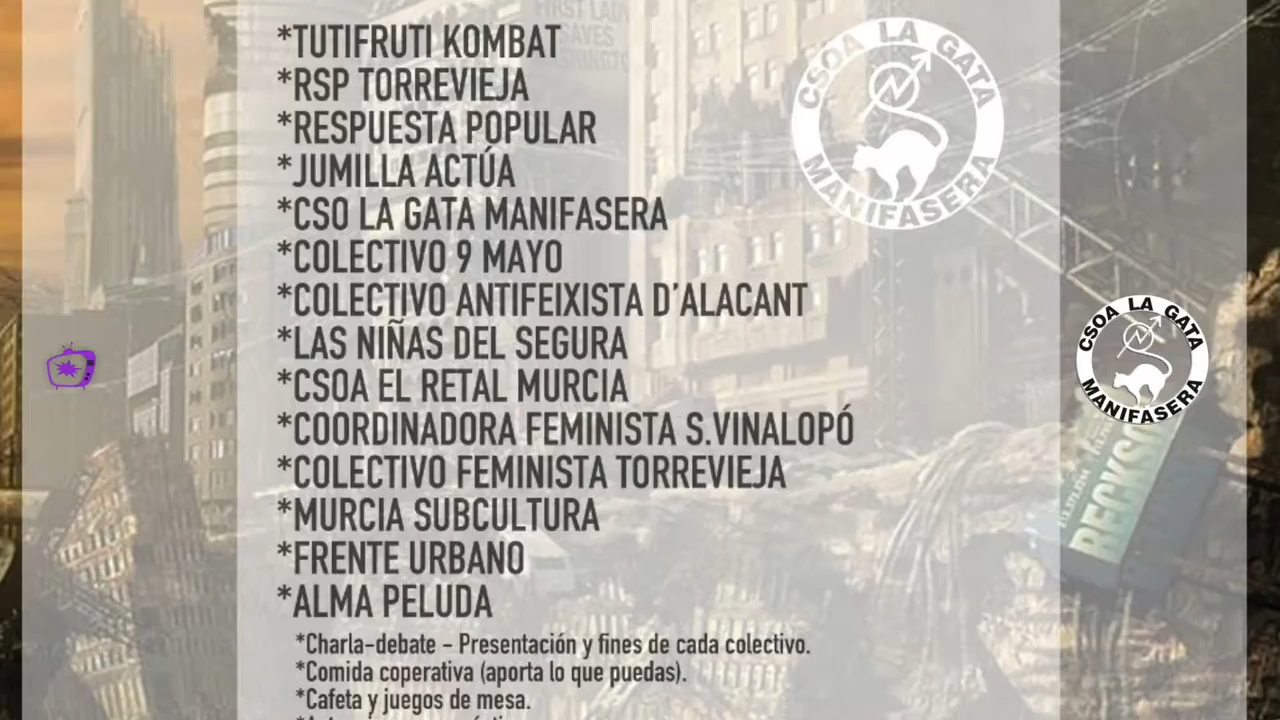 FIRST LADY
SAVES
*TUTIFRUTI KOMBAT
*RSP TORREVIEJA
*RESPUESTA POPULAR
*JUMILLA ACTÚA
*CSO LA GATA MANIFASERA
*COLECTIVO 9 MAYO
*COLECTIVO ANTIFEIXISTA D'ALACANT
*LAS NIÑAS DEL SEGURA
*CSOA EL RETAL MURCIA
*COORDINADORA FEMINISTA S.VINALOPÓ
*COLECTIVO FEMINISTA TORREVIEJA
*MURCIA SUBCULTURA
*FRENTE URBANO
*ALMA PELUDA
*Charla-debate - Presentación y fines de cada colectivo.
*Comida coperativa (aporta lo que puedas).
*Cafeta y juegos de mesa.
CSOA LA GATA
MANIFASERA
CSOA LA GATA
MANIFASERA